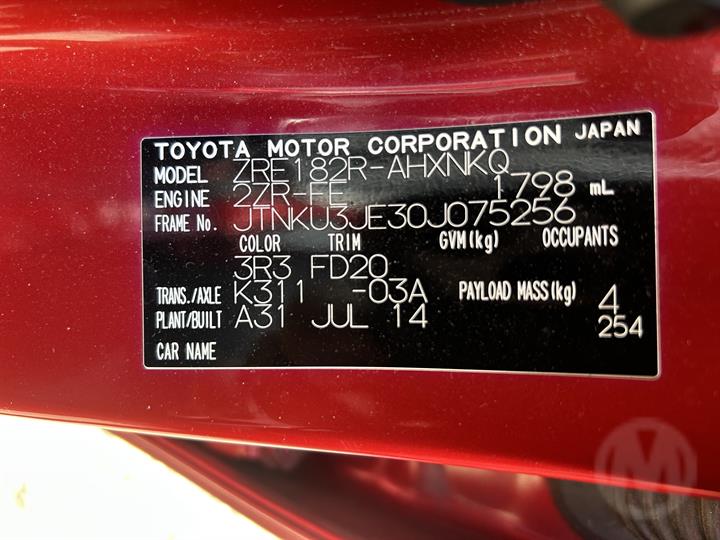 TOYOTA MOTOR CORPORATION JAPAN
MODEL ZRE182R-AHXNKQ
ENGINE 2ZR-FE 1798 mL
FRAME No. JTNKU3JE30J075256
COLOR TRIM GVM(kg) OCCUPANTS
3R3 FD20
TRANS./AXLE K311 -03A PAYLOAD MASS(kg) 4
PLANT/BUILT A31 JUL 14 254
CAR NAME
M